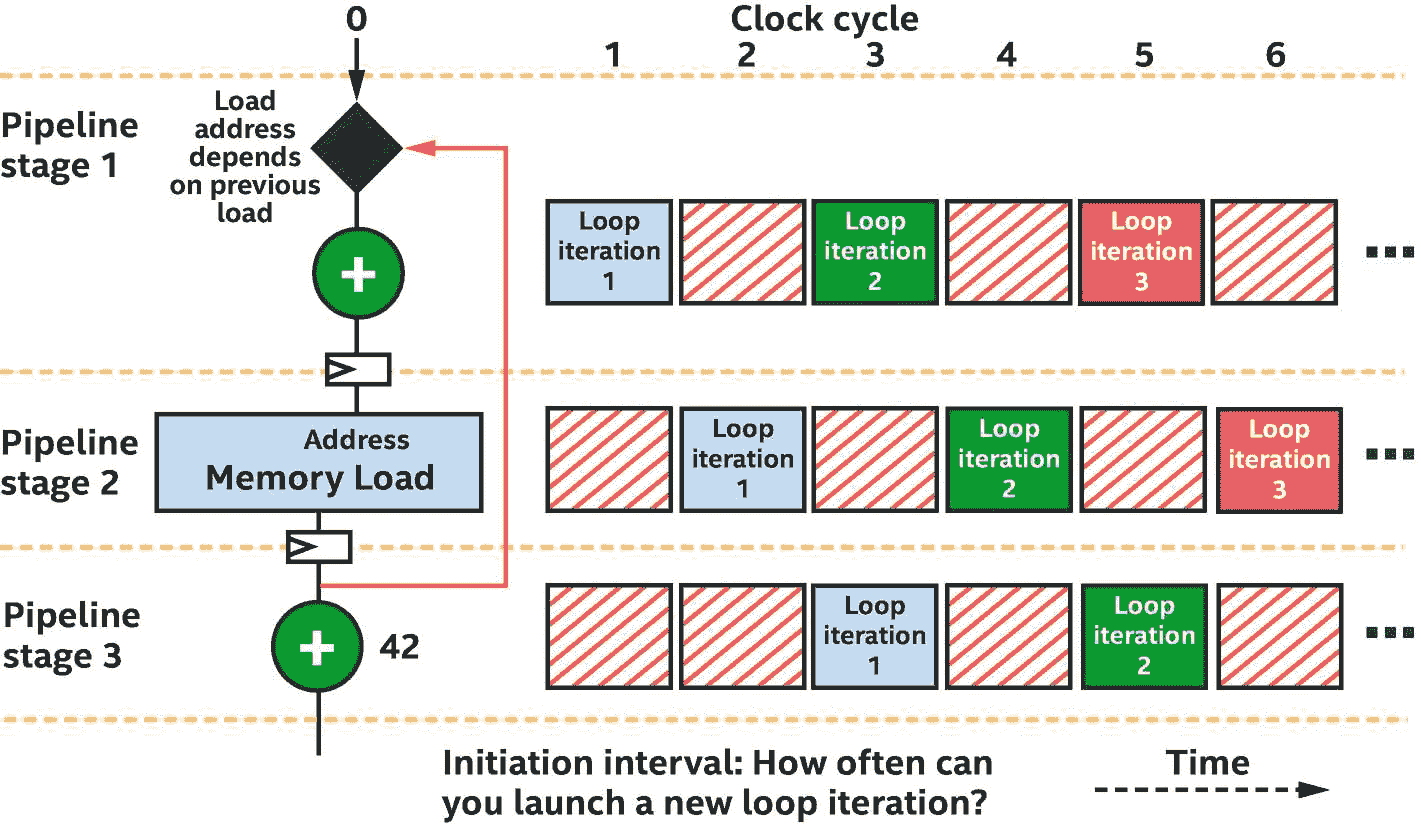 0
Clock cycle
1 2 3 4 5 6
Pipeline
stage 1
Load
address
depends
on previous
load
+
Loop
iteration
1
Loop
iteration
2
Loop
iteration
3
Pipeline
stage 2
Address
Memory Load
Loop
iteration
1
Loop
iteration
2
Loop
iteration
3
Pipeline
stage 3
+
42
Loop
iteration
1
Loop
iteration
2
Initiation interval: How often can
you launch a new loop iteration?
Time